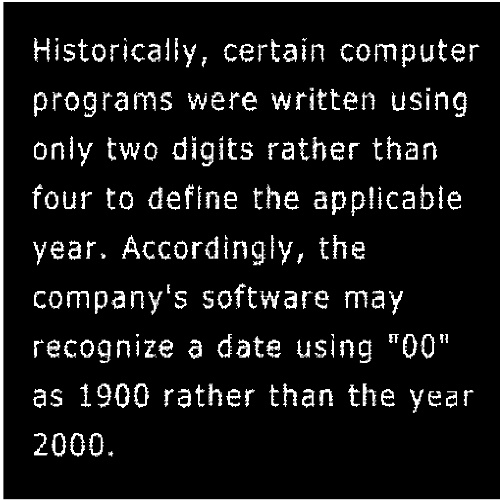 Historically, certain computer
programs were written using
only two digits rather than
four to define the applicable
year. Accordingly, the
company's software may
recognize a date using "00"
as 1900 rather than the year
2000.